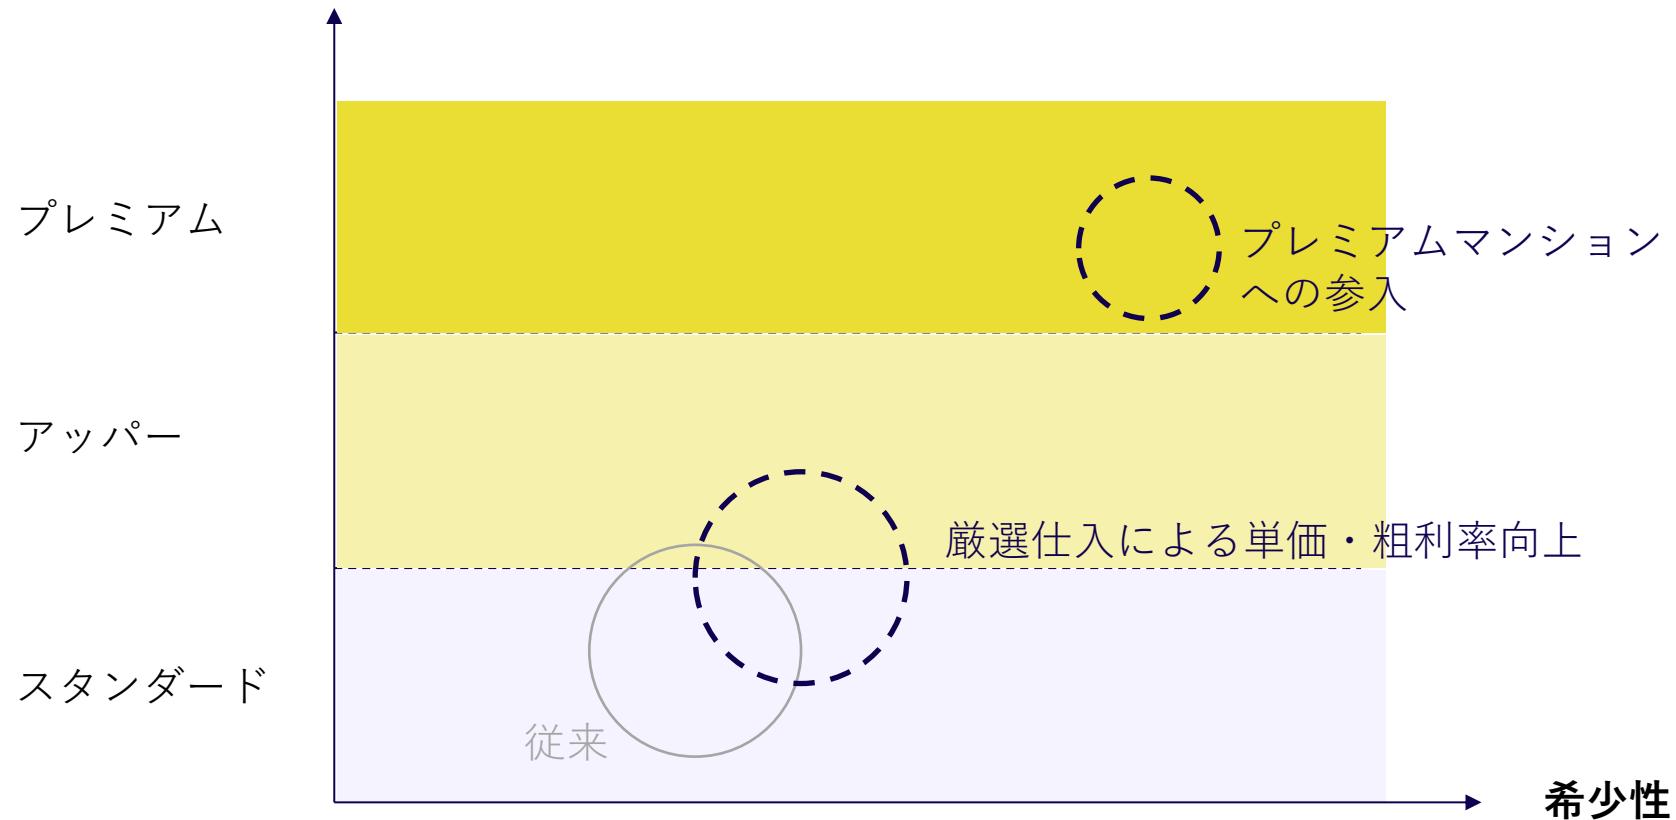 プレミアム
プレミアムマンション
への参入
アッパー
厳選仕入による単価・粗利率向上
スタンダード
従来
希少性